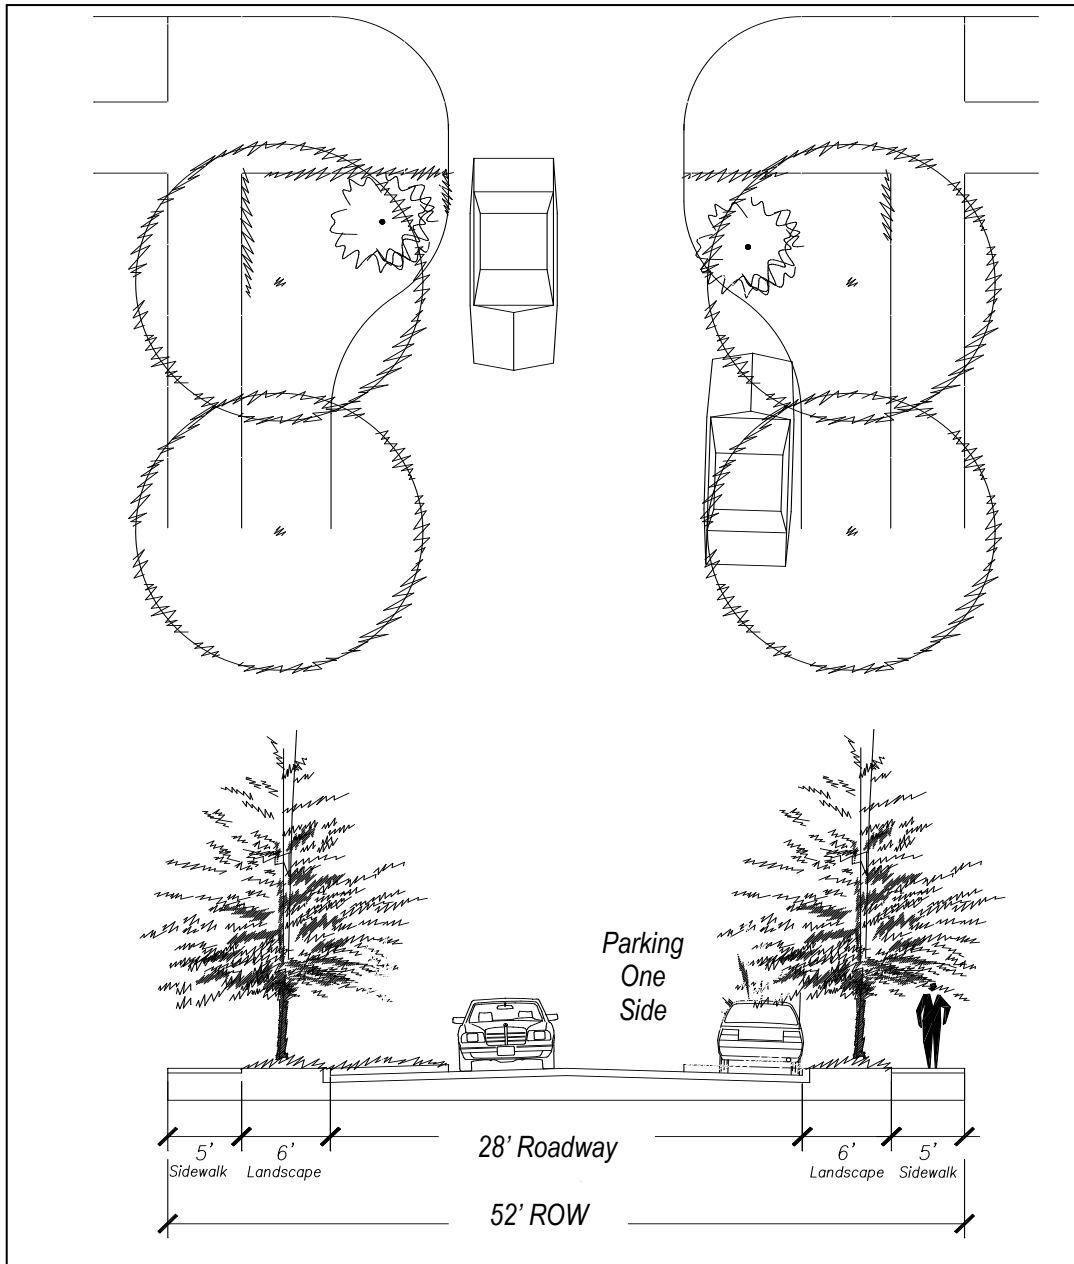 Parking
One
Side
5' 6' 28' Roadway 6' 5'
Sidewalk Landscape Landscape Sidewalk
52' ROW